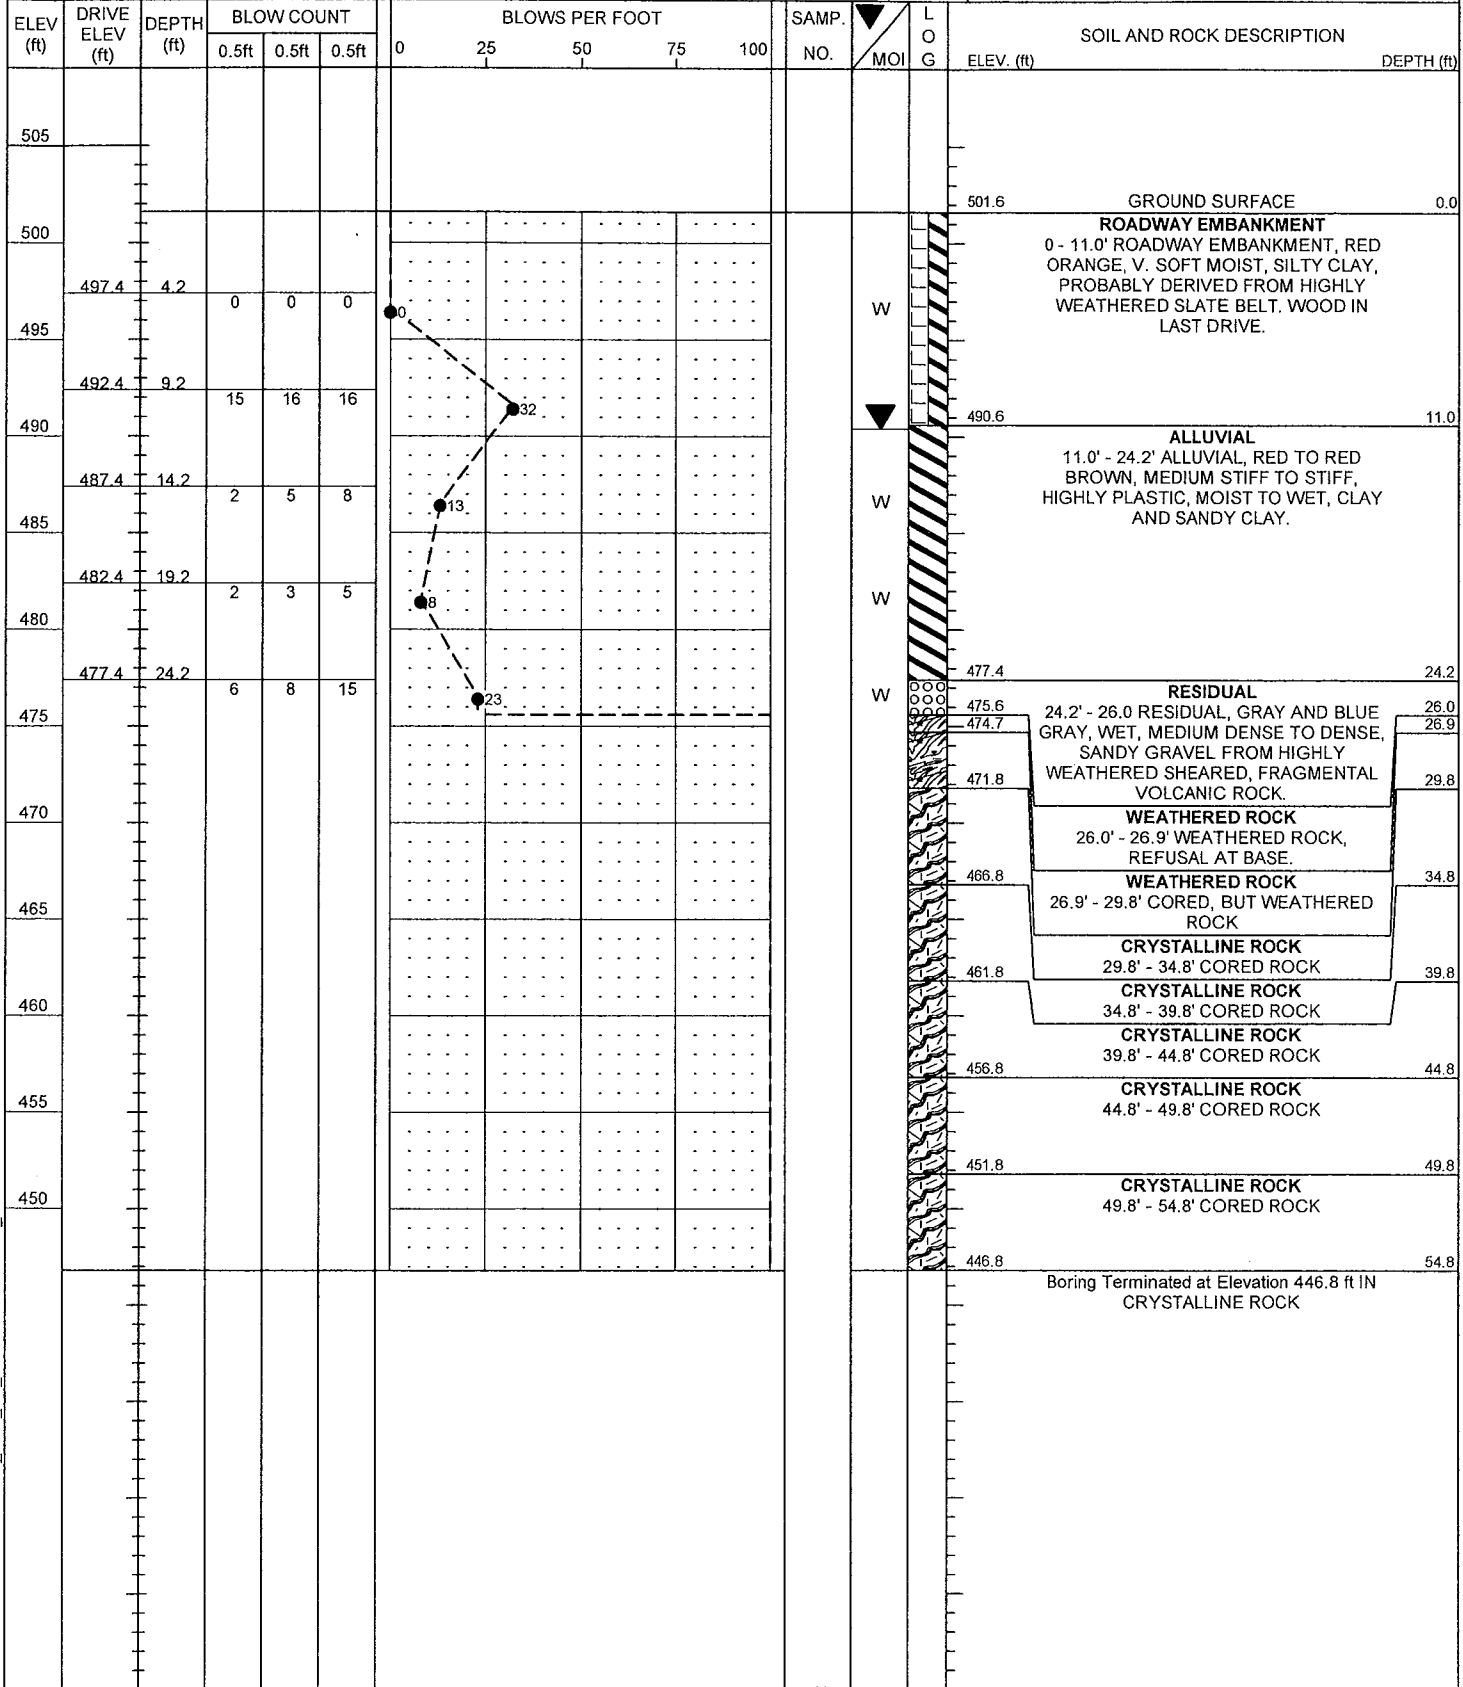 ELEV (ft) DRIVE ELEV (ft) DEPTH (ft) BLOW COUNT BLOWS PER FOOT SAMP. NO. MOI L O G SOIL AND ROCK DESCRIPTION
0.5ft 0.5ft 0.5ft 0 25 50 75 100 ELEV. (ft) DEPTH (ft)
505
501.6 GROUND SURFACE 0.0
ROADWAY EMBANKMENT
500
0 - 11.0' ROADWAY EMBANKMENT, RED
ORANGE, V. SOFT MOIST, SILTY CLAY,
PROBABLY DERIVED FROM HIGHLY
WEATHERED SLATE BELT. WOOD IN
LAST DRIVE.
497.4 4.2
0 0 0 0 W
495
492.4 9.2
15 16 16 32
490
490.6 11.0
ALLUVIAL
11.0' - 24.2' ALLUVIAL, RED TO RED
BROWN, MEDIUM STIFF TO STIFF,
HIGHLY PLASTIC, MOIST TO WET, CLAY
AND SANDY CLAY.
487.4 14.2
2 5 8 13 W
485
482.4 19.2
2 3 5 8 W
480
477.4 24.2 477.4 24.2
6 8 15 23 W
RESIDUAL
24.2' - 26.0 RESIDUAL, GRAY AND BLUE
GRAY, WET, MEDIUM DENSE TO DENSE,
SANDY GRAVEL FROM HIGHLY
WEATHERED SHEARED, FRAGMENTAL
VOLCANIC ROCK.
475
475.6 26.0
474.7 26.9
471.8 29.8
WEATHERED ROCK
26.0' - 26.9' WEATHERED ROCK,
REFUSAL AT BASE.
470
466.8 34.8
WEATHERED ROCK
26.9' - 29.8' CORED, BUT WEATHERED
ROCK
465
CRYSTALLINE ROCK
29.8' - 34.8' CORED ROCK
461.8 39.8
CRYSTALLINE ROCK
34.8' - 39.8' CORED ROCK
460
CRYSTALLINE ROCK
39.8' - 44.8' CORED ROCK
456.8 44.8
CRYSTALLINE ROCK
44.8' - 49.8' CORED ROCK
455
451.8 49.8
CRYSTALLINE ROCK
49.8' - 54.8' CORED ROCK
450
446.8 54.8
Boring Terminated at Elevation 446.8 ft IN
CRYSTALLINE ROCK